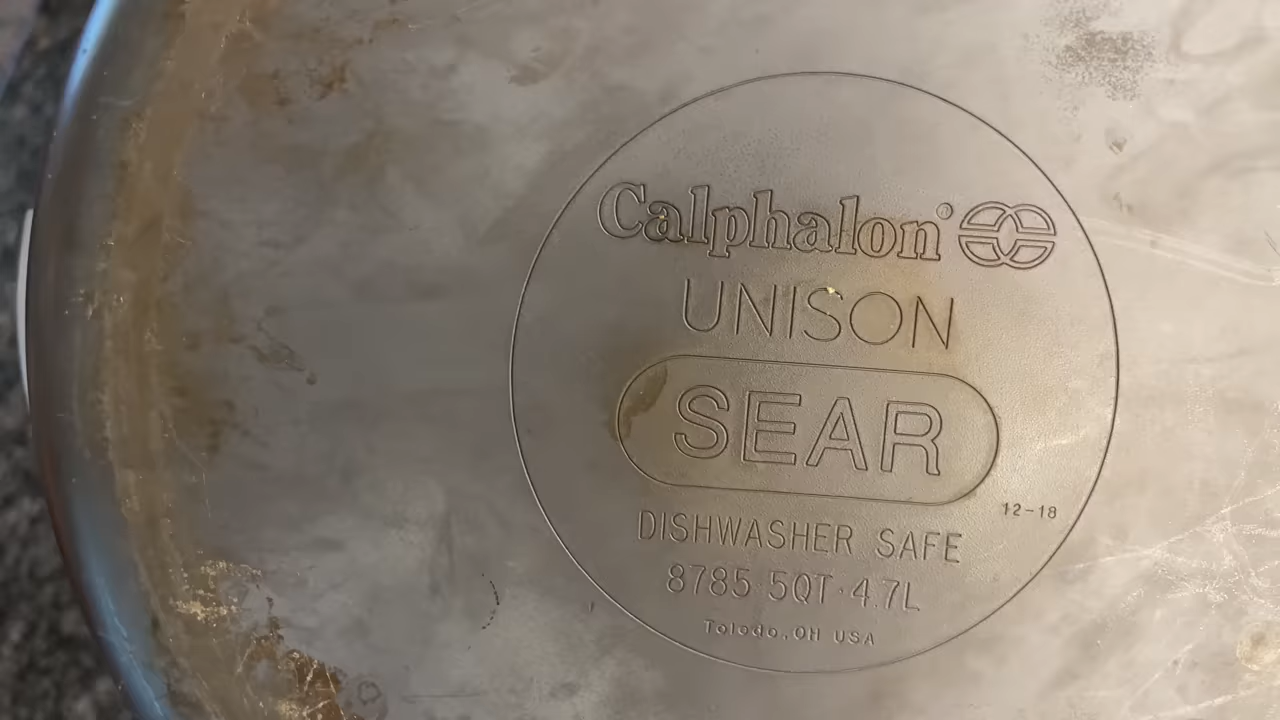 Calphalon®
UNISON
SEAR
12-18
DISHWASHER SAFE
8785 5QT·4.7L
Toledo, OH USA